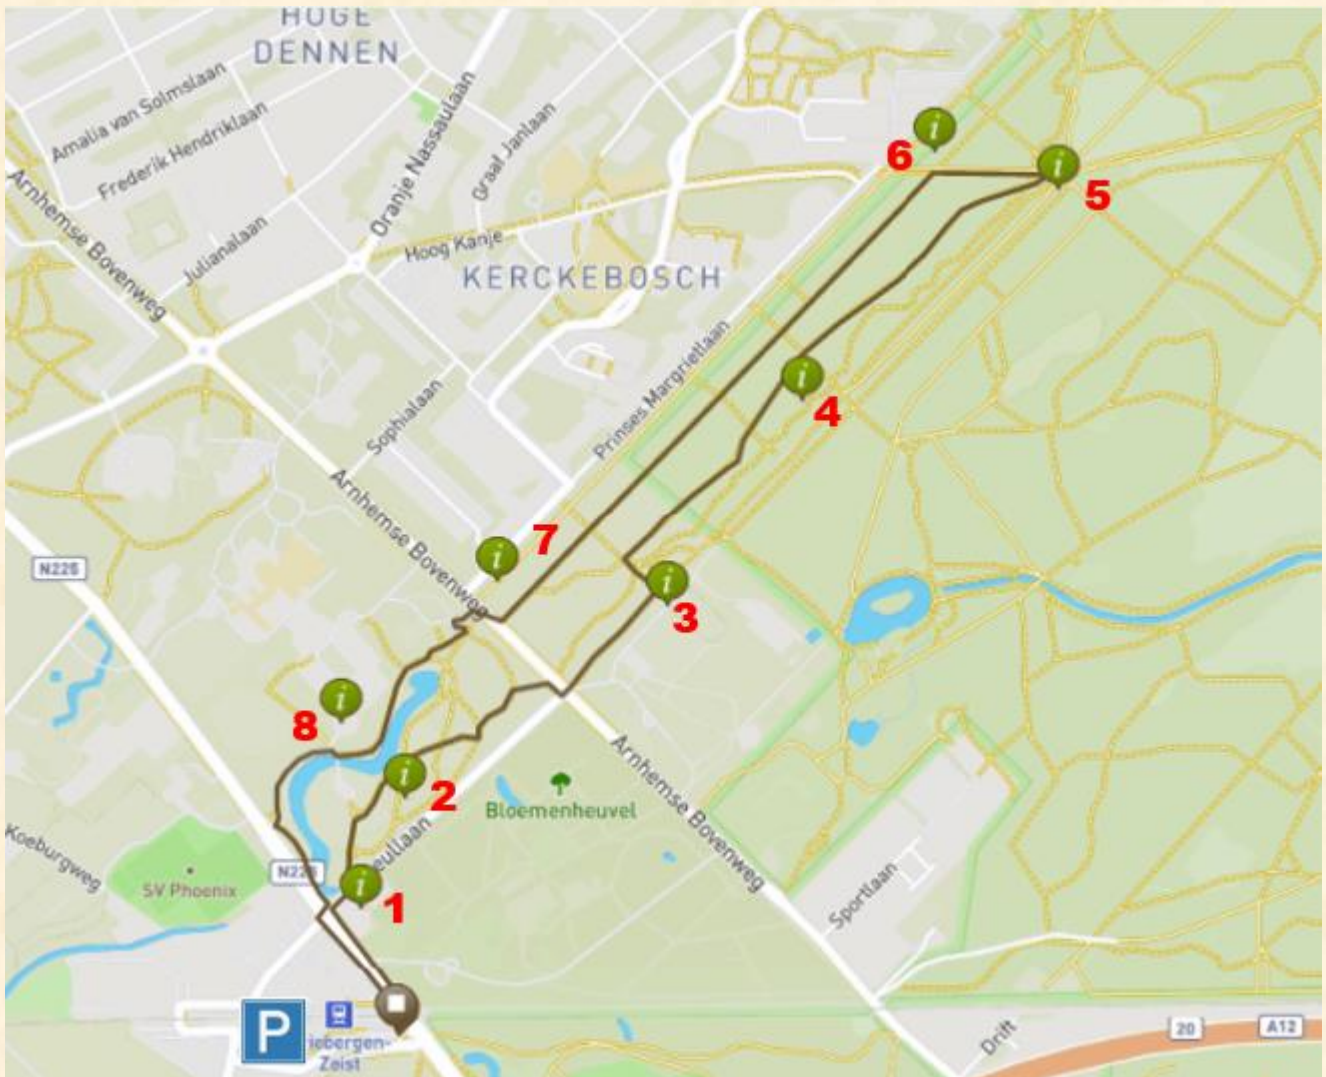 HOGE
DENNEN
Amalia van Solmslaan
Frederik Hendriklaan
Oranje Nassaulaan
Graaf Janlaan
6
5
Arnhemse Bovenweg
Julianalaan
Hoog Kanje
KERCKEBOSCH
Prinses Margrietlaan
Sophialaan
4
Arnhemse Bovenweg
7
N225
3
8
2
Bloemenheuvel
Arnhemse Bovenweg
Koeburgweg
SV Phoenix
1
Sportlaan
P
Zeist
Drift
20
A12